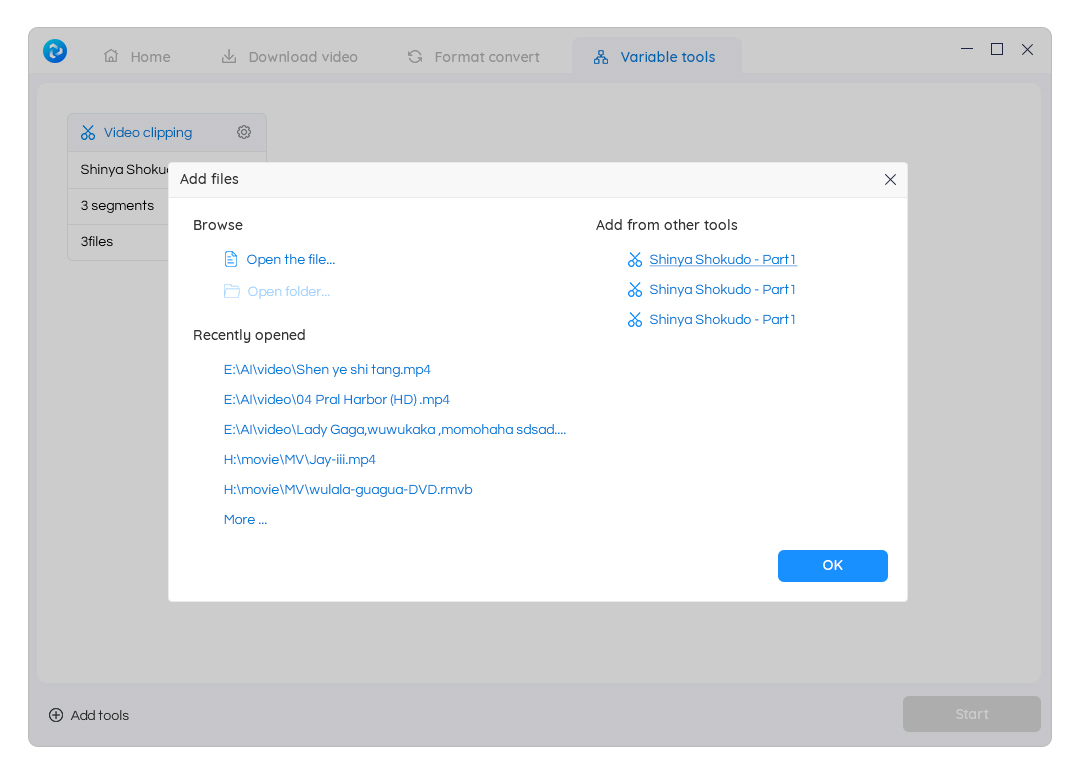 Home
Download video
Format convert
Variable tools
Video clipping
Shinya Shoku
3 segments
3files
Add files
Browse
Open the file...
Open folder...
Recently opened
E:\AI\video\Shen ye shi tang.mp4
E:\AI\video\04 Pral Harbor (HD) .mp4
E:\AI\video\Lady Gaga,wuwukaka ,momohaha sdsad....
H:\movie\MV\Jay-iii.mp4
H:\movie\MV\wulala-guagua-DVD.rmvb
More ...
Add from other tools
Shinya Shokudo - Part1
Shinya Shokudo - Part1
Shinya Shokudo - Part1
OK
Add tools
Start